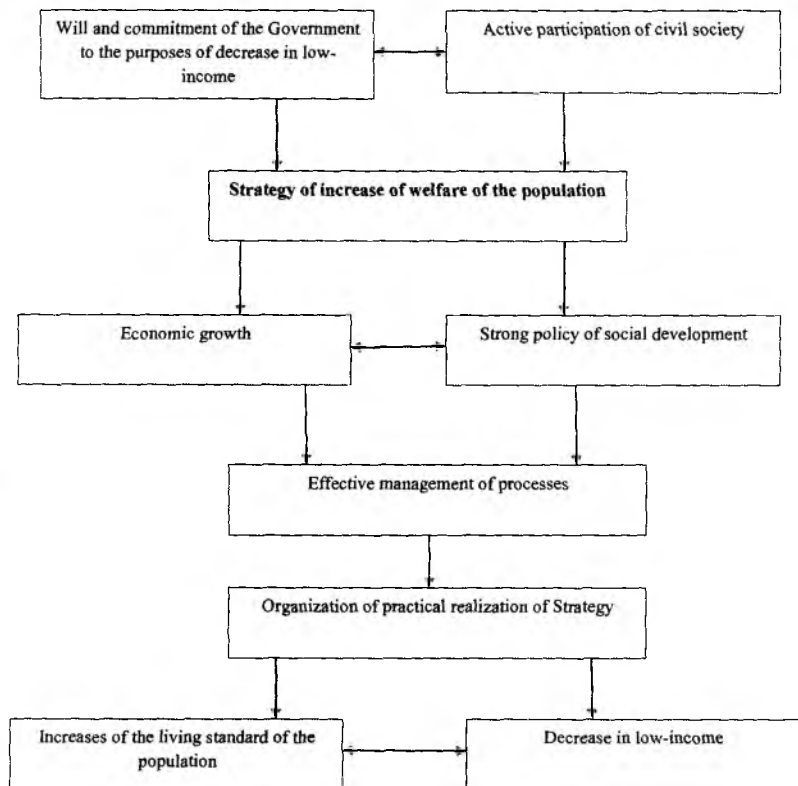 Will and commitment of the Government
to the purposes of decrease in low-
income
Active participation of civil society
Strategy of increase of welfare of the population
Economic growth
Strong policy of social development
Effective management of processes
Organization of practical realization of Strategy
Increases of the living standard of the
population
Decrease in low-income